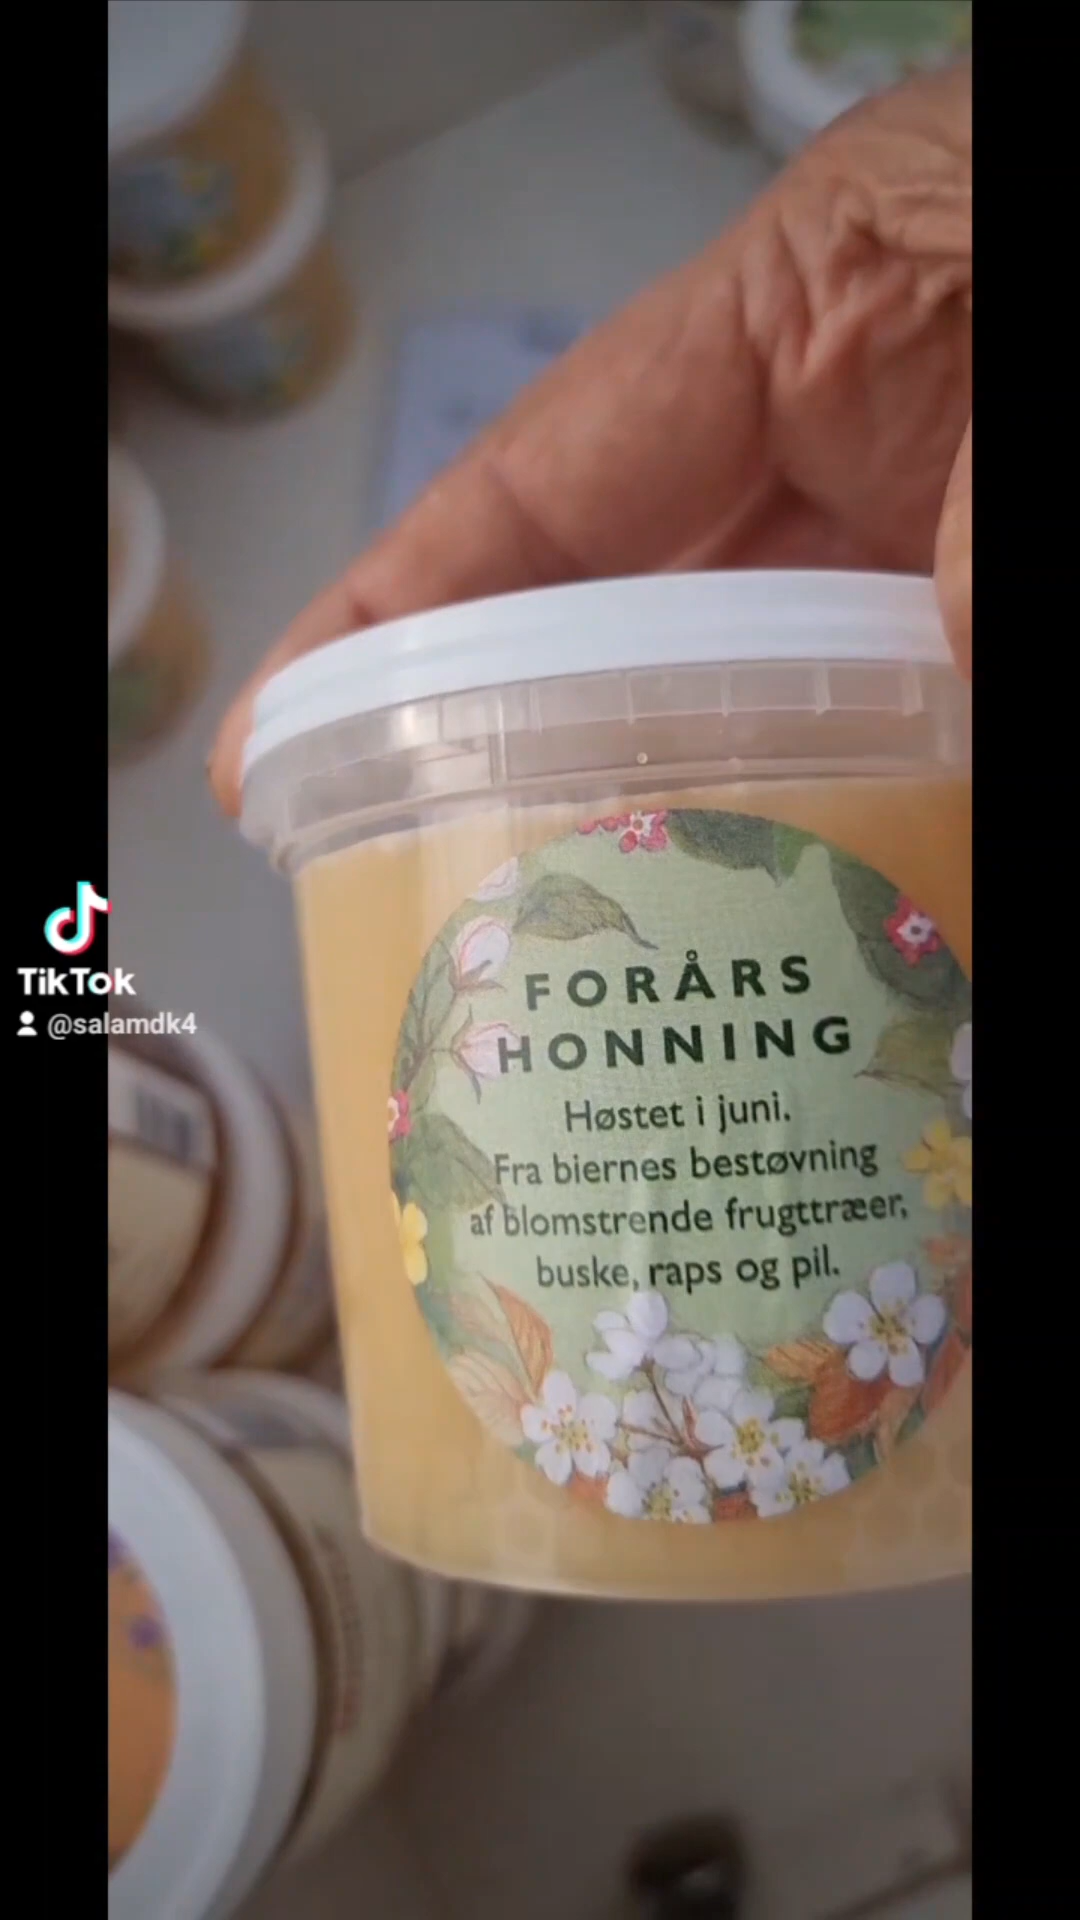 FORÅRS
HONNING
Høstet i juni.
Fra biernes bestøvning
af blomstrende frugttræer,
buske, raps og pil.
TikTok
@salamdk4